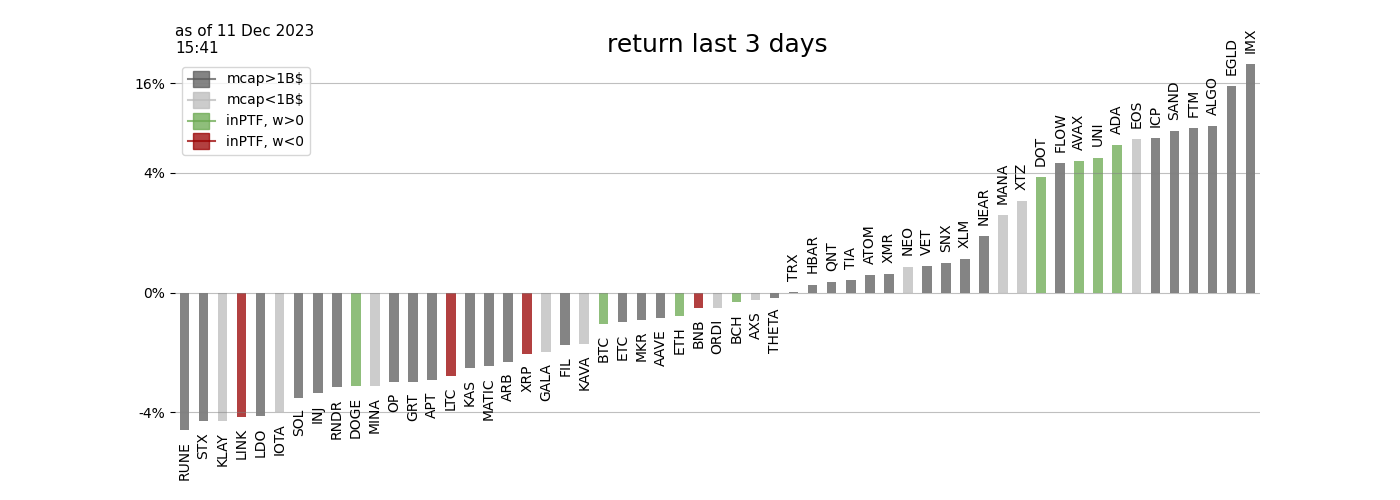 as of 11 Dec 2023
15:41
return last 3 days
mcap>1B$
mcap<1B$
inPTF, w>0
inPTF, w<0
16%
4%
0%
-4%
RUNE
STX
KLAY
LINK
LDO
IOTA
SOL
INJ
RNDR
DOGE
MINA
OP
GRT
APT
LTC
KAS
MATIC
ARB
XRP
GALA
FIL
KAVA
BTC
ETC
MKR
AAVE
ETH
BNB
ORDI
BCH
AXS
THETA
TRX
HBAR
QNT
TIA
ATOM
XMR
NEO
VET
SNX
XLM
NEAR
MANA
XTZ
DOT
FLOW
AVAX
UNI
ADA
EOS
ICP
SAND
FTM
ALGO
EGLD
IMX